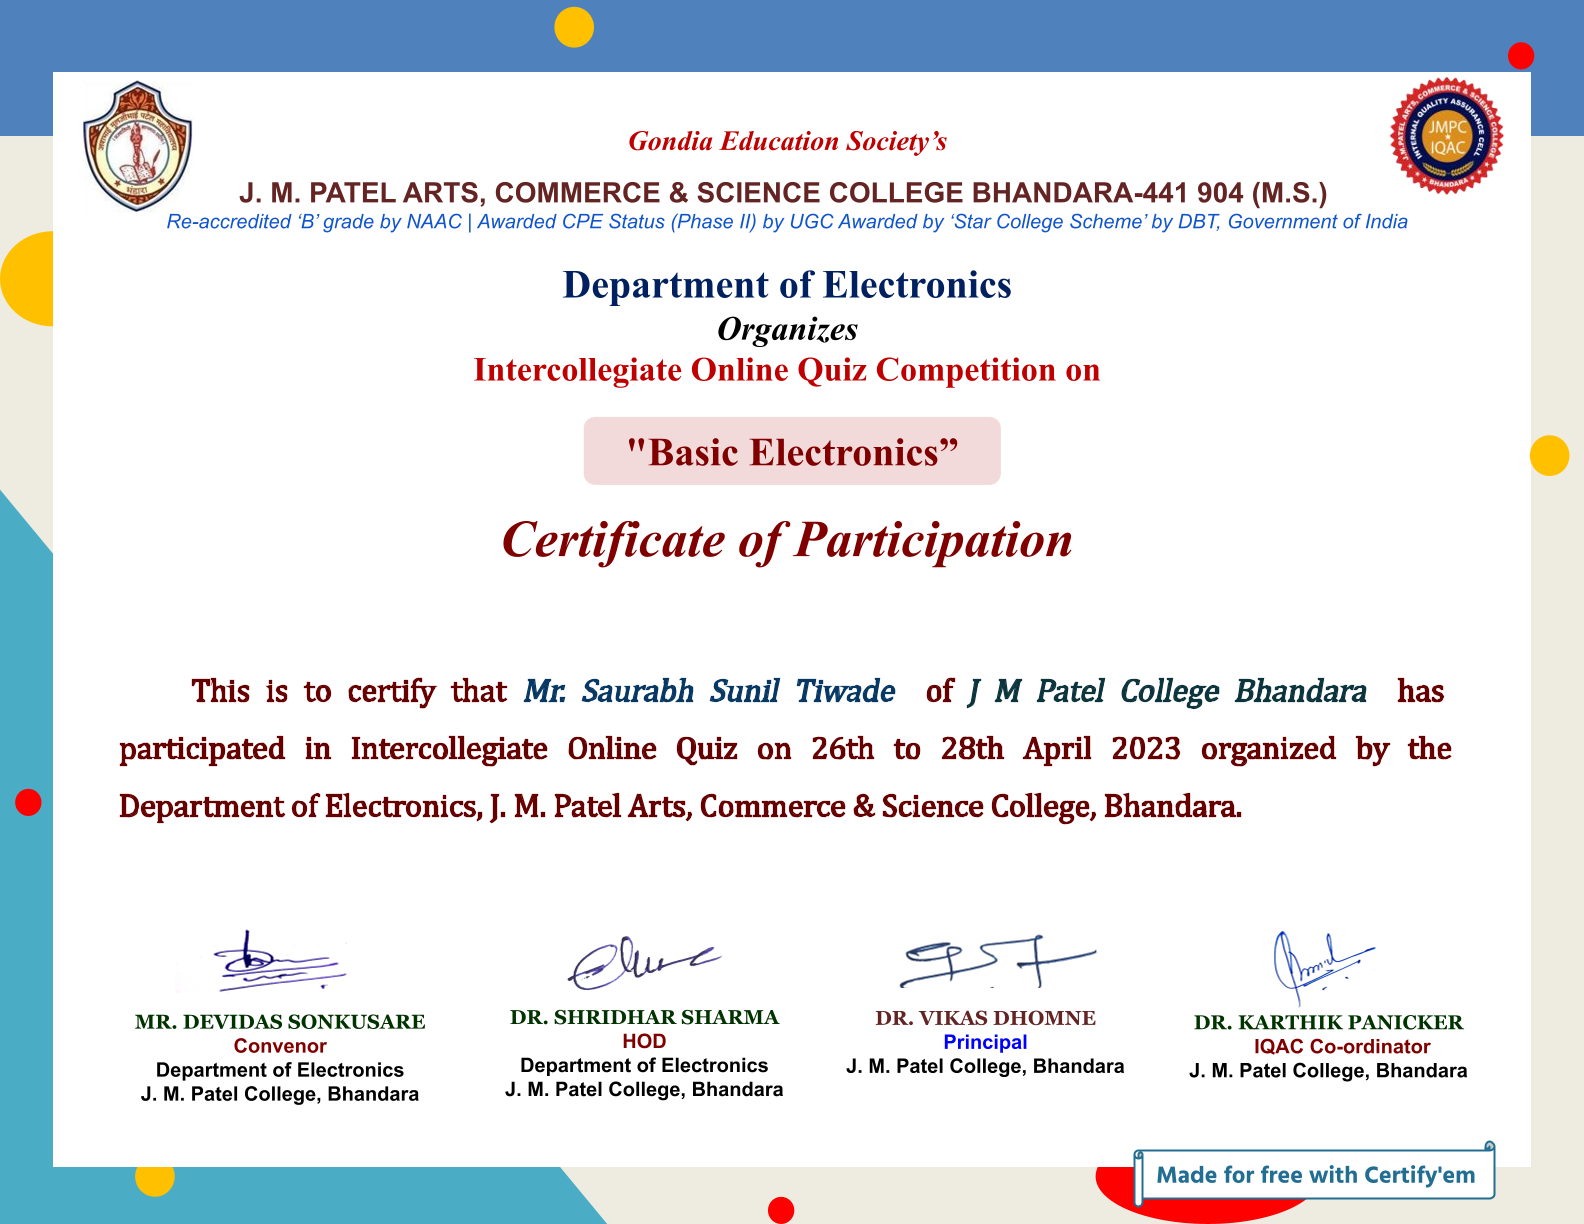 Gondia Education Society’s
J. M. PATEL ARTS, COMMERCE & SCIENCE COLLEGE BHANDARA-441 904 (M.S.)
Re-accredited ‘B’ grade by NAAC | Awarded CPE Status (Phase II) by UGC Awarded by ‘Star College Scheme’ by DBT, Government of India
भंडारा
J.M.PATEL ARTS, COMMERCE & SCIENCE COLLEGE
INTERNAL QUALITY ASSURANCE CELL
JMPC
IQAC
BHANDARA
Department of Electronics
Organizes
Intercollegiate Online Quiz Competition on
"Basic Electronics”
Certificate of Participation
This is to certify that Mr. Saurabh Sunil Tiwade of J M Patel College Bhandara has
participated in Intercollegiate Online Quiz on 26th to 28th April 2023 organized by the
Department of Electronics, J. M. Patel Arts, Commerce & Science College, Bhandara.
MR. DEVIDAS SONKUSARE
Convenor
Department of Electronics
J. M. Patel College, Bhandara
DR. SHRIDHAR SHARMA
HOD
Department of Electronics
J. M. Patel College, Bhandara
DR. VIKAS DHOMNE
Principal
J. M. Patel College, Bhandara
DR. KARTHIK PANICKER
IQAC Co-ordinator
J. M. Patel College, Bhandara
Made for free with Certify'em